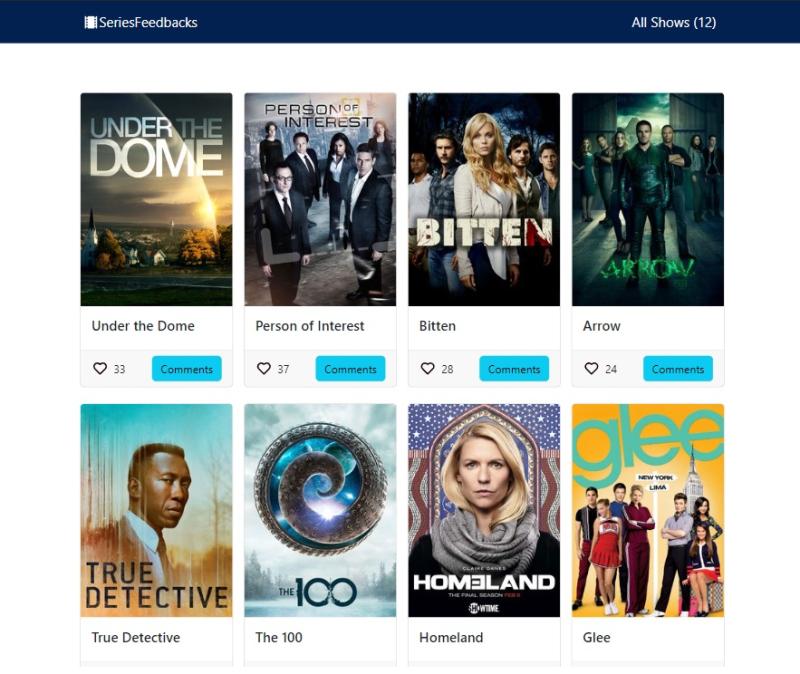 SeriesFeedbacks
All Shows (12)
UNDER THE
DOME
PERSON OF
INTEREST
BITTEN
ARROW
Under the Dome
Person of Interest
Bitten
Arrow
33
Comments
37
Comments
28
Comments
24
Comments
TRUE
DETECTIVE
THE 100
CLAIRE DANES
HOMELAND
THE FINAL SEASON FEB 9
SHOWTIME
glee
NEW YORK
LIMA
True Detective
The 100
Homeland
Glee